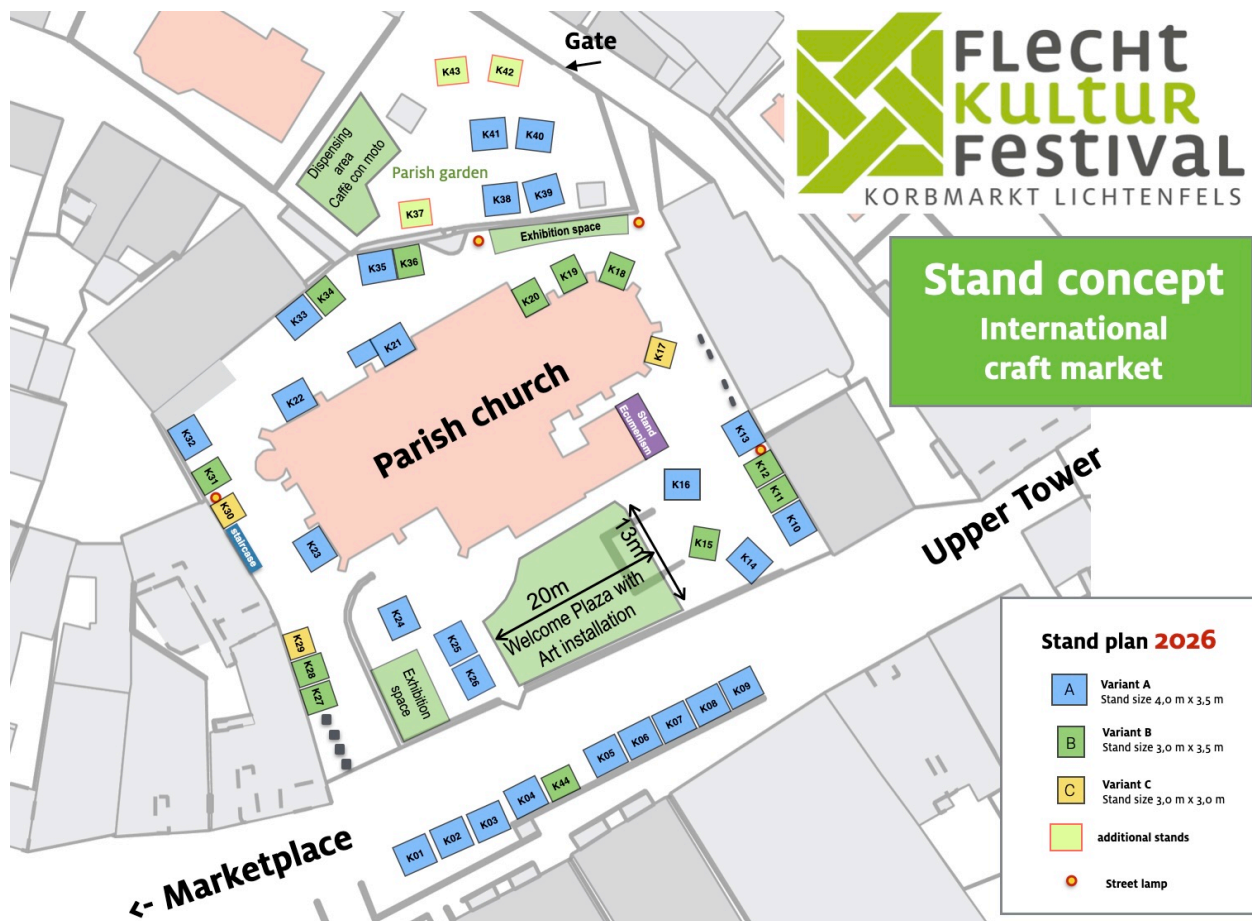 FLecHT
KULTUR
FesTIVAL
KORBMARKT LICHTENFELS
Stand concept
International
craft market
Gate
K43
K42
K41
K40
Dispensing
area
Caffè con moto
Parish garden
K39
K38
K37
Exhibition space
K36
K35
K34
K33
K18
K19
K20
K21
K22
K17
Parish church
Stand
Ecumenism
K32
K31
K30
staircase
K23
K13
K12
K11
K10
K16
K15
K14
Upper Tower
13m
20m
Welcome Plaza with
Art installation
K24
K25
K26
Exhibition
space
K29
K28
K27
K09
K08
K07
K06
K05
K44
K04
K03
K02
K01
<- Marketplace
Stand plan 2026
A
Variant A
Stand size 4,0 m x 3,5 m
B
Variant B
Stand size 3,0 m x 3,5 m
C
Variant C
Stand size 3,0 m x 3,0 m
additional stands
Street lamp